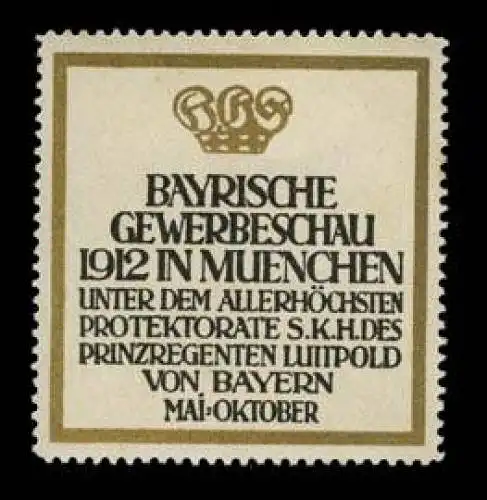 BAYRISCHE
GEWERBESCHAU
1912 IN MUENCHEN
UNTER DEM ALLERHÖCHSTEN
PROTEKTORATE S.K.H.DES
PRINZREGENTEN LUITPOLD
VON BAYERN
MAI-OKTOBER